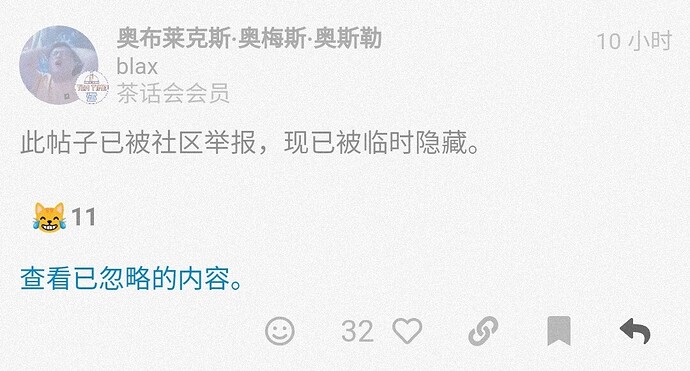 奥布莱克斯·奥梅斯·奥斯勒
10 小时
blax
茶话会会员
此帖子已被社区举报，现已被临时隐藏。
11
查看已忽略的内容。
32